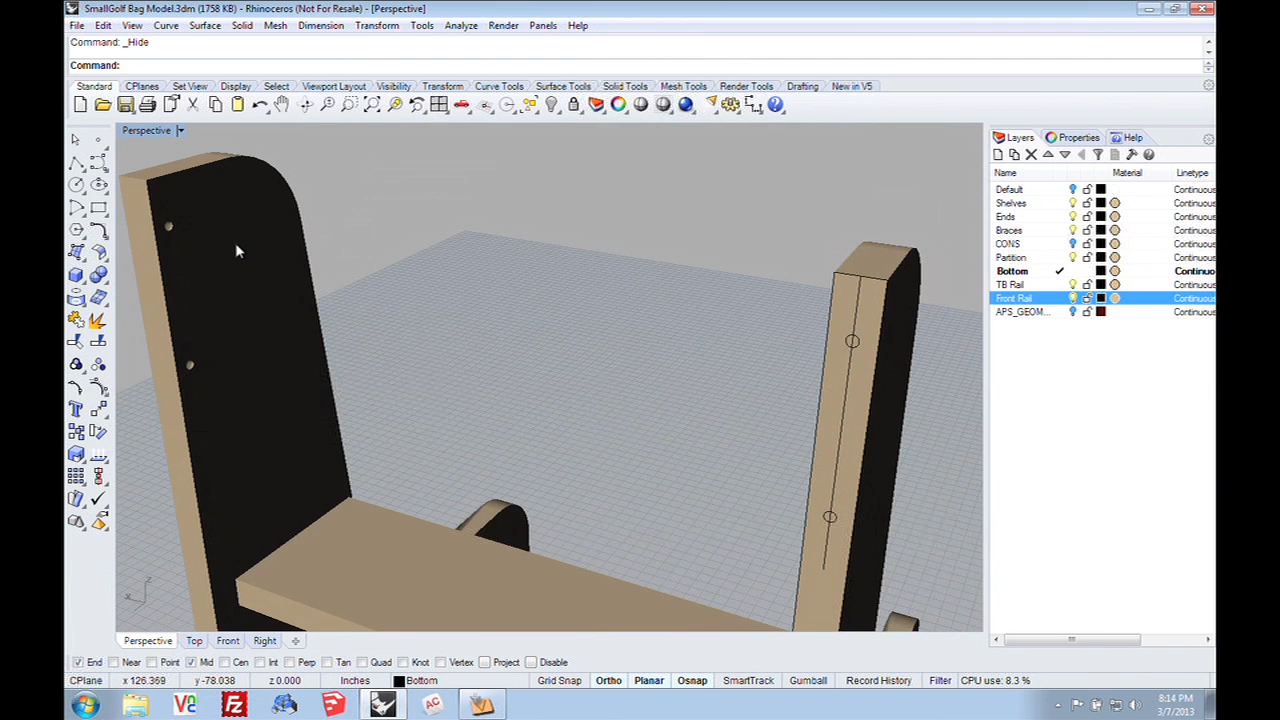 SmallGolf Bag Model.3dm (1758 KB) - Rhinoceros (Not For Resale) - [Perspective]
File Edit View Curve Surface Solid Mesh Dimension Transform Tools Analyze Render Panels Help
Command: _Hide
Command:
Standard CPlanes Set View Display Select Viewport Layout Visibility Transform Curve Tools Surface Tools Solid Tools Mesh Tools Render Tools Drafting New in V5
Perspective
Layers Properties Help
Name Material Linetype
Default Continuous
Shelves Continuous
Ends Continuous
Braces Continuous
CONS Continuous
Partition Continuous
Bottom Continuo
TB Rail Continuous
Front Rail Continuous
APS_GEOM... Continuous
z
x
Perspective Top Front Right
End Near Point Mid Cen Int Perp Tan Quad Knot Vertex Project Disable
CPlane x 126.369 y -78.038 z 0.000 Inches Bottom Grid Snap Ortho Planar Osnap SmartTrack Gumball Record History Filter CPU use: 8.3 %
8:14 PM
3/7/2013